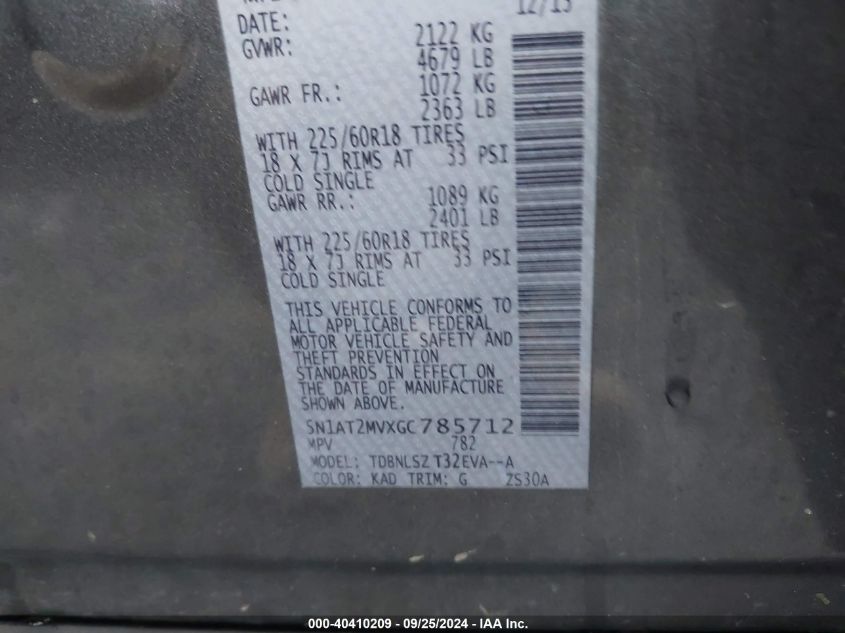 DATE: 12/15
GVWR: 2122 KG
4679 LB
GAWR FR.: 1072 KG
2363 LB
WITH 225/60R18 TIRES
18 X 7J RIMS AT 33 PSI
COLD SINGLE
GAWR RR.: 1089 KG
2401 LB
WITH 225/60R18 TIRES
18 X 7J RIMS AT 33 PSI
COLD SINGLE
THIS VEHICLE CONFORMS TO
ALL APPLICABLE FEDERAL
MOTOR VEHICLE SAFETY AND
THEFT PREVENTION
STANDARDS IN EFFECT ON
THE DATE OF MANUFACTURE
SHOWN ABOVE.
5N1AT2MVXGC785712
MPV 782
MODEL: TDBNLSZ T32EVA--A
COLOR: KAD TRIM: G ZS30A
000-40410209 - 09/25/2024 - IAA Inc.